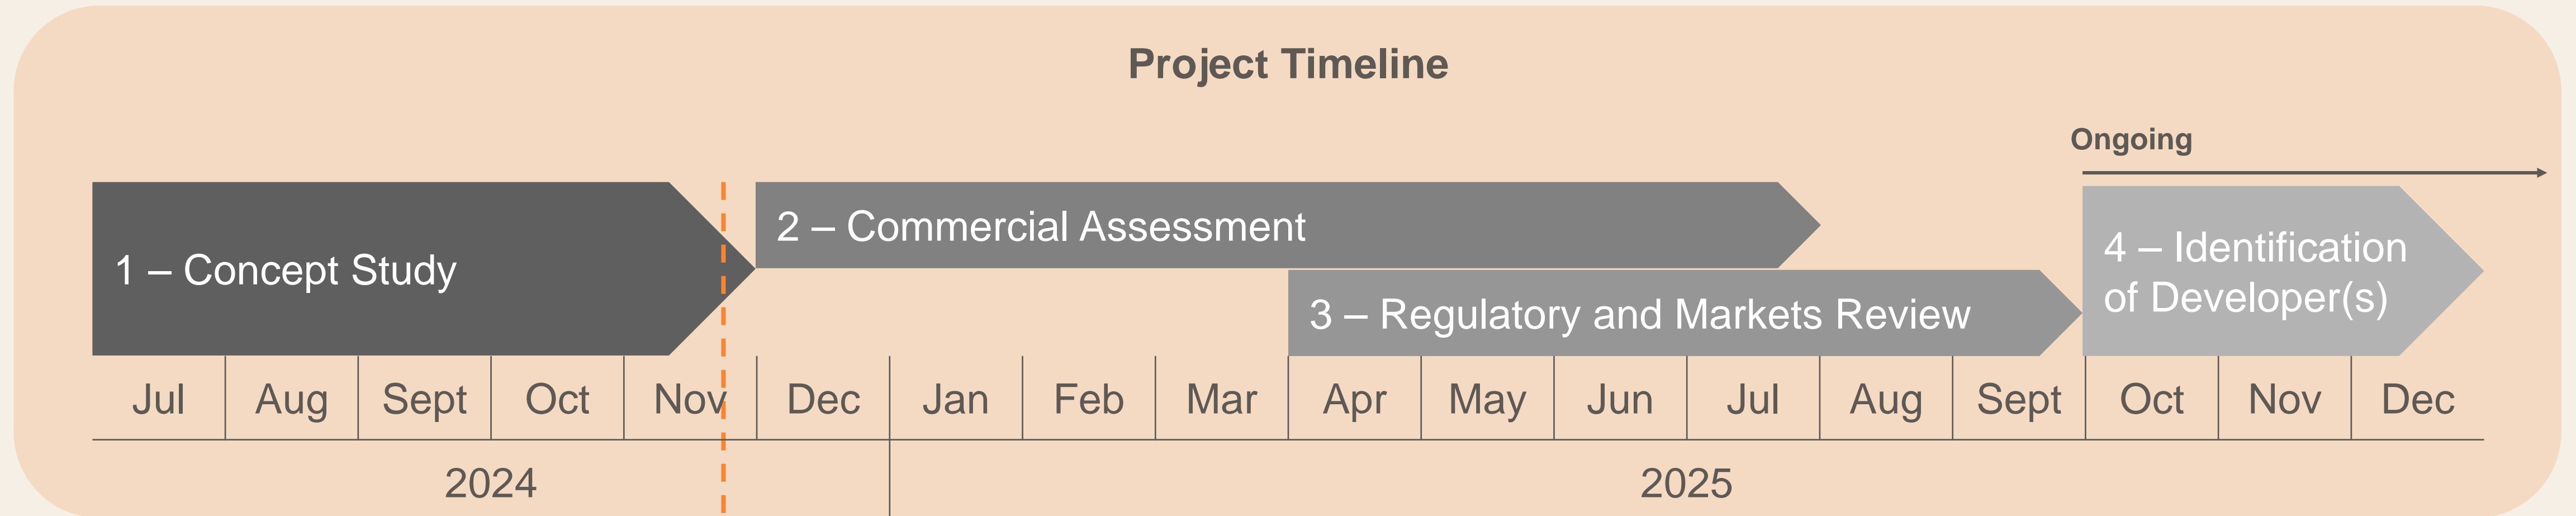 Project Timeline
Ongoing
1 – Concept Study
2 – Commercial Assessment
3 – Regulatory and Markets Review
4 – Identification
of Developer(s)
Jul Aug Sept Oct Nov Dec Jan Feb Mar Apr May Jun Jul Aug Sept Oct Nov Dec
2024 2025